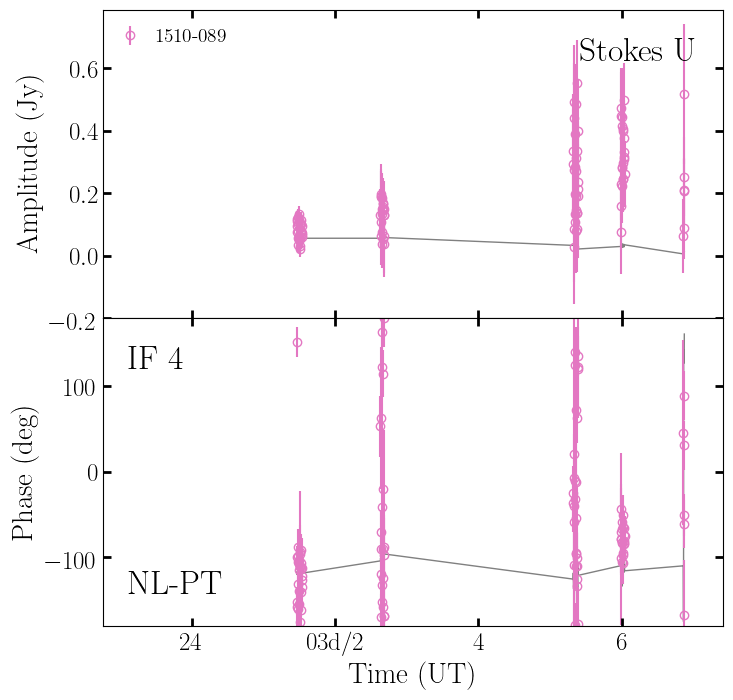 1510-089
Stokes U
Amplitude (Jy)
0.6
0.4
0.2
0.0
−0.2
IF 4
NL-PT
Phase (deg)
100
0
−100
24
03d/2
4
6
Time (UT)